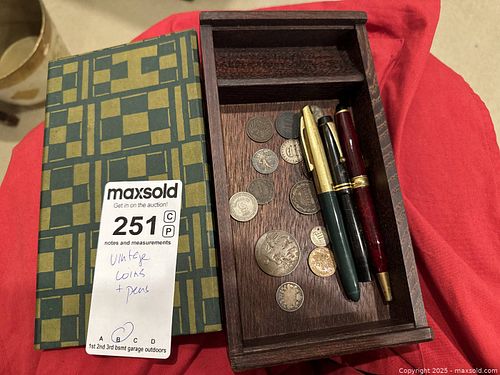 maxsold
Get in on the auction!
251 C
P
notes and measurements
vintage
coins
+ pens
A B C D
1st 2nd 3rd bsmt garage outdoors
Copyright 2025 - maxsold.com